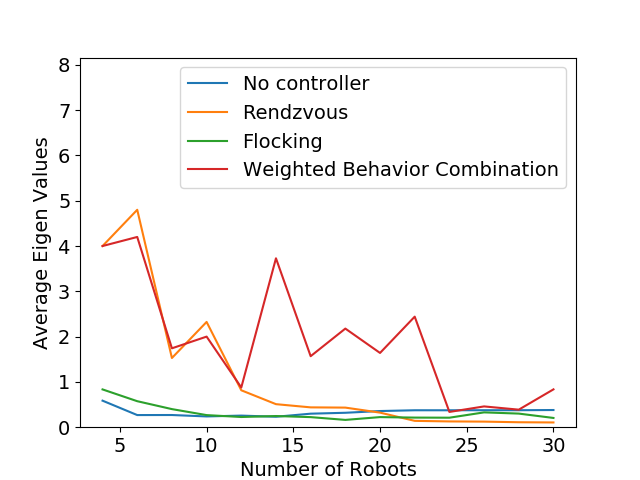 8
7
6
5
4
3
2
1
0
Average Eigen Values
No controller
Rendzvous
Flocking
Weighted Behavior Combination
5 10 15 20 25 30
Number of Robots